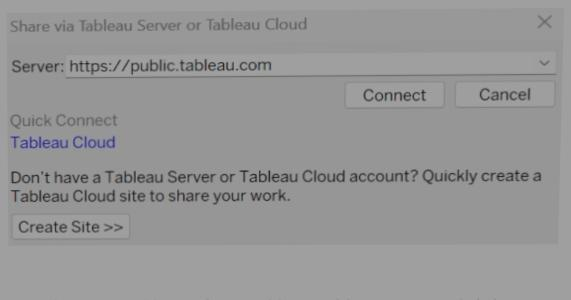 Share via Tableau Server or Tableau Cloud
Server: https://public.tableau.com
Connect Cancel
Quick Connect
Tableau Cloud
Don't have a Tableau Server or Tableau Cloud account? Quickly create a
Tableau Cloud site to share your work.
Create Site >>